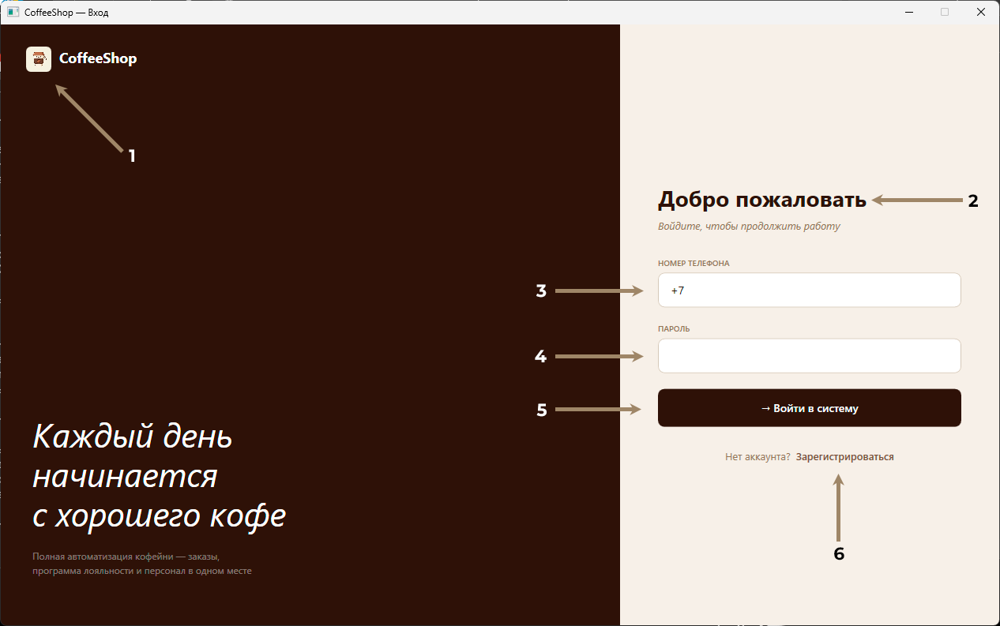 CoffeeShop — Вход
CoffeeShop
1
Каждый день
начинается
с хорошего кофе
Полная автоматизация кофейни — заказы,
программа лояльности и персонал в одном месте
Добро пожаловать
2
Войдите, чтобы продолжить работу
НОМЕР ТЕЛЕФОНА
3
+7
ПАРОЛЬ
4
5
→ Войти в систему
Нет аккаунта? Зарегистрироваться
6